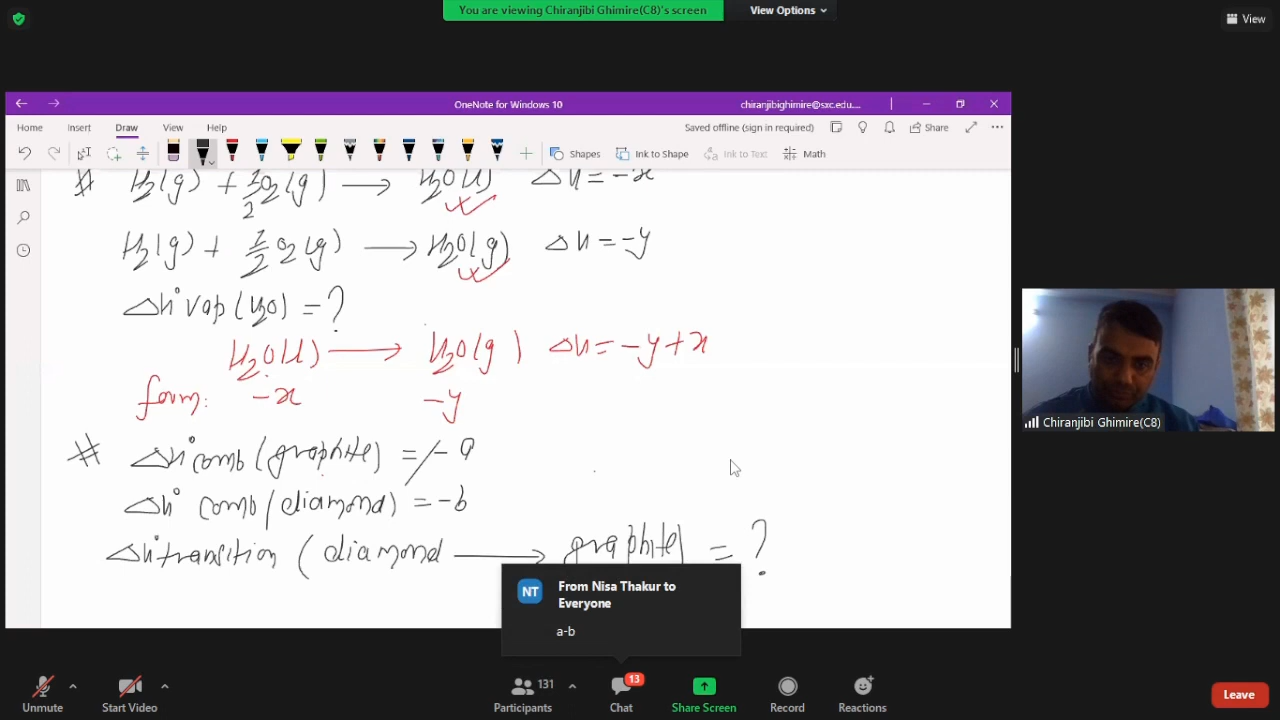 You are viewing Chiranjibi Ghimire(C8)'s screen
View Options
View
OneNote for Windows 10
chiranjibighimire@sxc.edu....
Home Insert Draw View Help
Saved offline (sign in required)
Share
Shapes
Ink to Shape
Ink to Text
Math
# H2(g) + 1/2 O2(g) ⟶ H2O(l) ΔH = -x
H2(g) + 1/2 O2(g) ⟶ H2O(g) ΔH = -y
ΔH° vap (H2O) = ?
H2O(l) ⟶ H2O(g) ΔH = -y + x
form: -x -y
# ΔH° comb (graphite) = - a
ΔH° comb (diamond) = -b
ΔH° transition (diamond ⟶ graphite) = ?
Chiranjibi Ghimire(C8)
NT
From Nisa Thakur to
Everyone
a-b
Unmute
Start Video
131
Participants
13
Chat
Share Screen
Record
Reactions
Leave